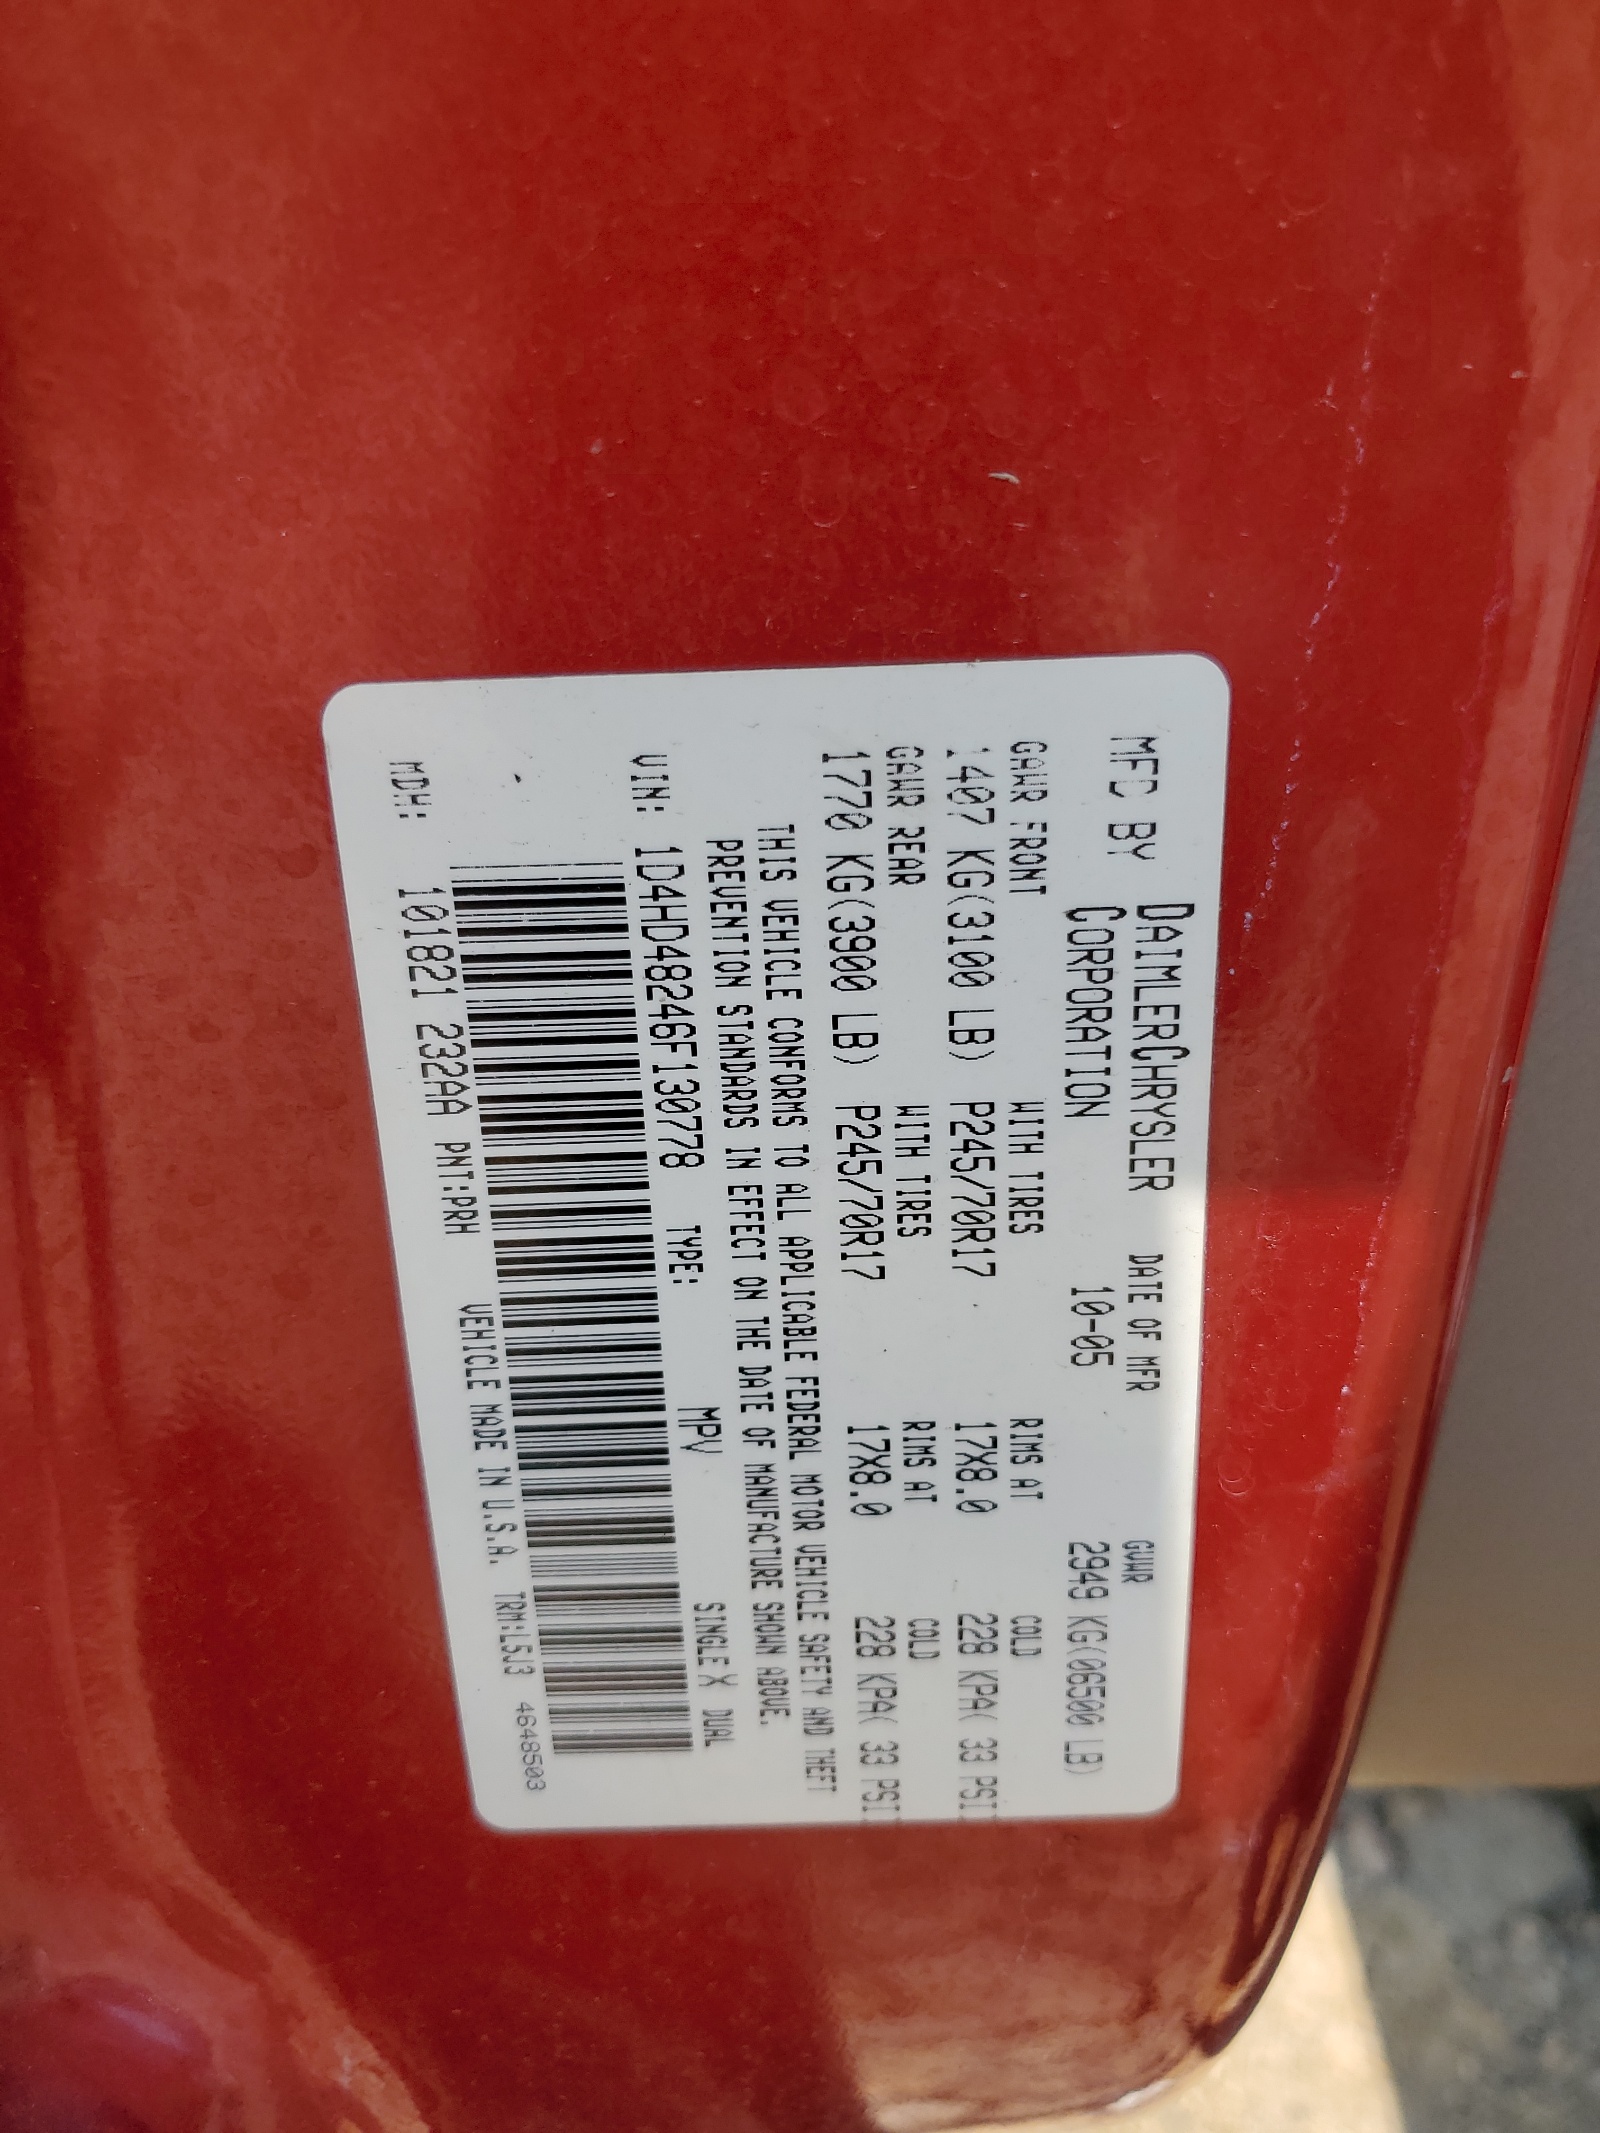 MFD BY DAIMLERCHRYSLER DATE OF MFR GVWR
CORPORATION 10-05 2949 KG(06500 LB)
GAWR FRONT WITH TIRES RIMS AT COLD
1407 KG(3100 LB) P245/70R17 17X8.0 228 KPA( 33 PSI
GAWR REAR WITH TIRES RIMS AT COLD
1770 KG(3900 LB) P245/70R17 17X8.0 228 KPA( 33 PSI
THIS VEHICLE CONFORMS TO ALL APPLICABLE FEDERAL MOTOR VEHICLE SAFETY AND THEFT
PREVENTION STANDARDS IN EFFECT ON THE DATE OF MANUFACTURE SHOWN ABOVE.
VIN: 1D4HD48246F130778 TYPE: MPV SINGLE X DUAL
MDH: 101821 232AA PNT:PRH VEHICLE MADE IN U.S.A. TRM:L5J3 4648503